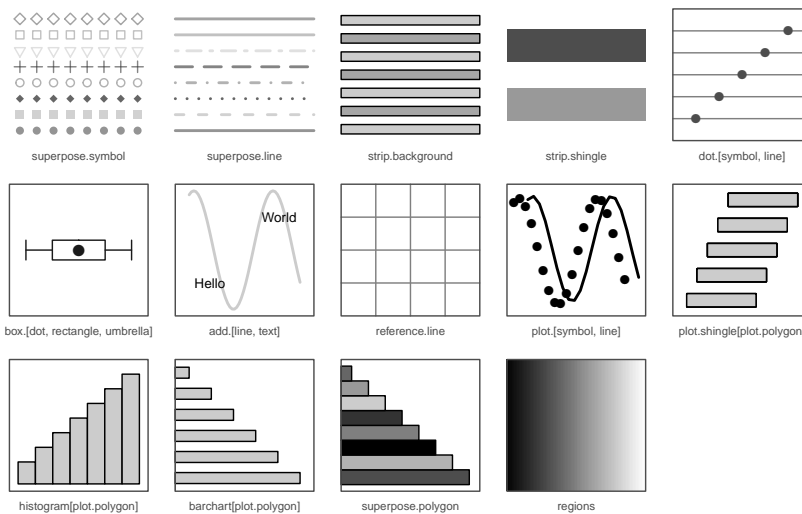 superpose.symbol
superpose.line
strip.background
strip.shingle
dot.[symbol, line]
World
Hello
box.[dot, rectangle, umbrella]
add.[line, text]
reference.line
plot.[symbol, line]
plot.shingle[plot.polygon
histogram[plot.polygon]
barchart[plot.polygon]
superpose.polygon
regions